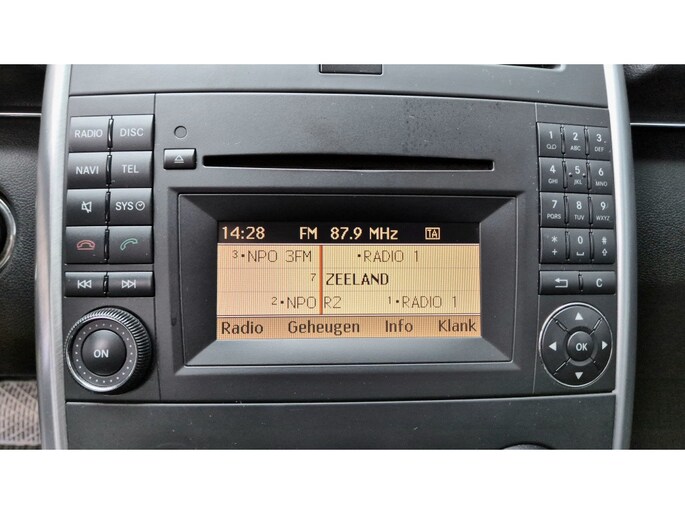 RADIO DISC
NAVI TEL
SYS
ON
14:28 FM 87.9 MHz TA
3•NPO 3FM •RADIO 1
7 ZEELAND
2•NPO R2 1•RADIO 1
Radio Geheugen Info Klank
1 2 3
QO ABC DEF
4 5 6
GHI JKL MNO
7 8 9
PQRS TUV WXYZ
* 0 #
C
OK